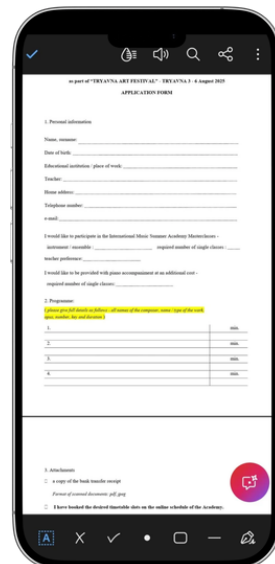 as part of "TRYAVNA ART FESTIVAL" - TRYAVNA 3 - 6 August 2025
APPLICATION FORM
1. Personal information
Name, surname:
Date of birth:
Educational institution / place of work:
Teacher:
Home address:
Telephone number:
e-mail:
I would like to participate in the International Music Summer Academy Masterclasses -
instrument / ensemble : required number of single classes :
teacher preference:
I would like to be provided with piano accompaniment at an additional cost -
required number of single classes:
2. Programme:
( please give full details as follows : all names of the composer, name / type of the work,
opus, number, key and duration )
1. min.
2. min.
3. min.
4. min.
3. Attachments
a copy of the bank transfer receipt
Format of scanned documents: pdf, jpeg
I have booked the desired timetable slots on the online schedule of the Academy.
A